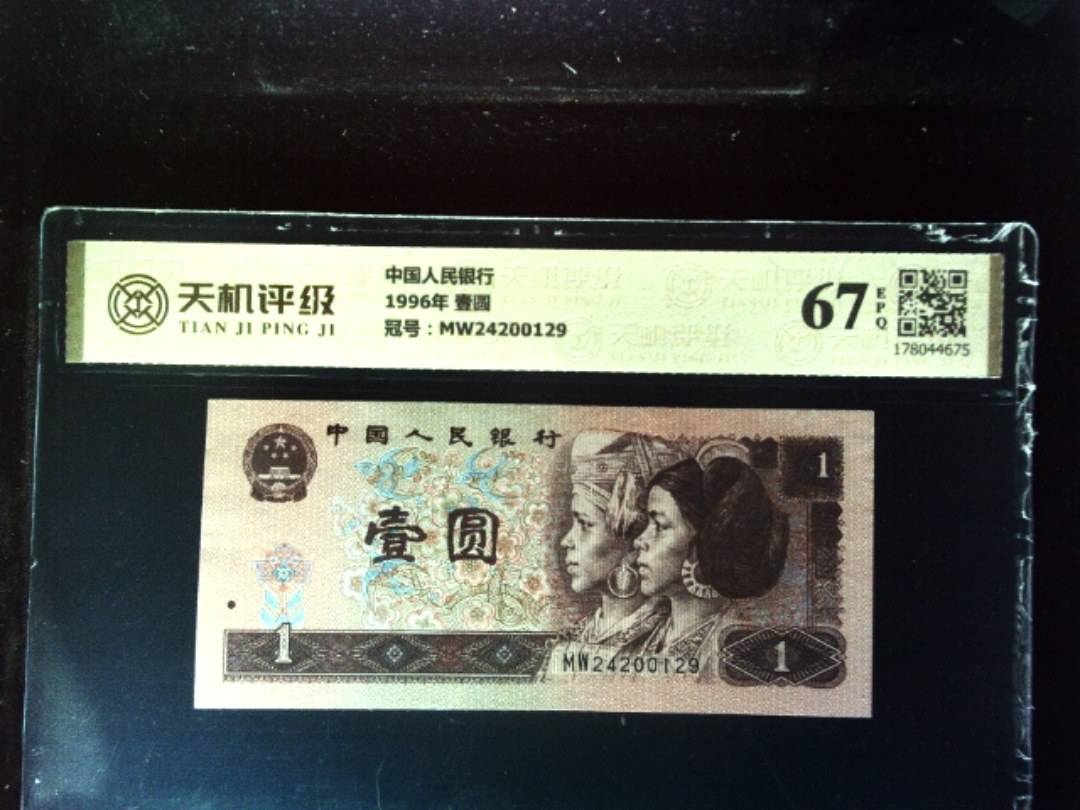 天机评级
TIAN JI PING JI
中国人民银行
1996年 壹圆
冠号：MW24200129
67
EPQ
178044675
中国人民银行
壹圆
1
1
MW24200129
1